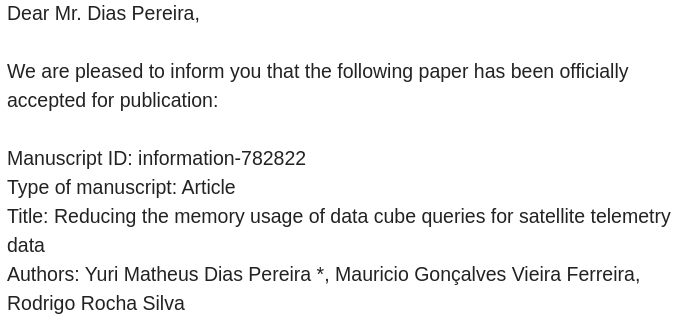 Dear Mr. Dias Pereira,
We are pleased to inform you that the following paper has been officially
accepted for publication:
Manuscript ID: information-782822
Type of manuscript: Article
Title: Reducing the memory usage of data cube queries for satellite telemetry
data
Authors: Yuri Matheus Dias Pereira *, Mauricio Gonçalves Vieira Ferreira,
Rodrigo Rocha Silva